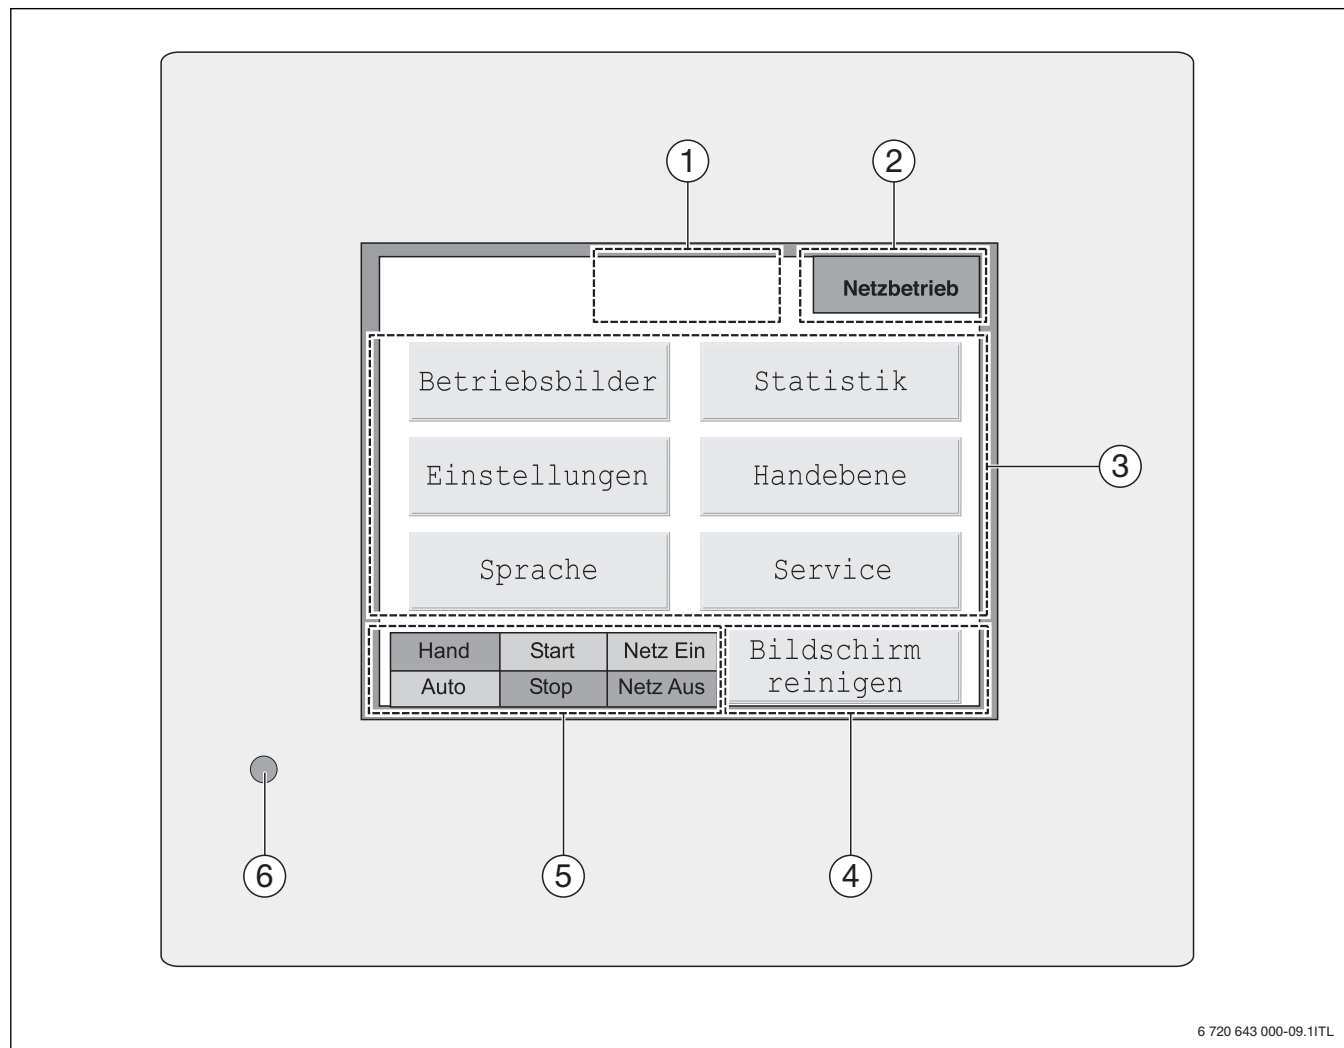 1
2
Netzbetrieb
Betriebsbilder
Statistik
Einstellungen
Handebene
3
Sprache
Service
Hand
Start
Netz Ein
Auto
Stop
Netz Aus
Bildschirm
reinigen
6
5
4
6 720 643 000-09.1ITL